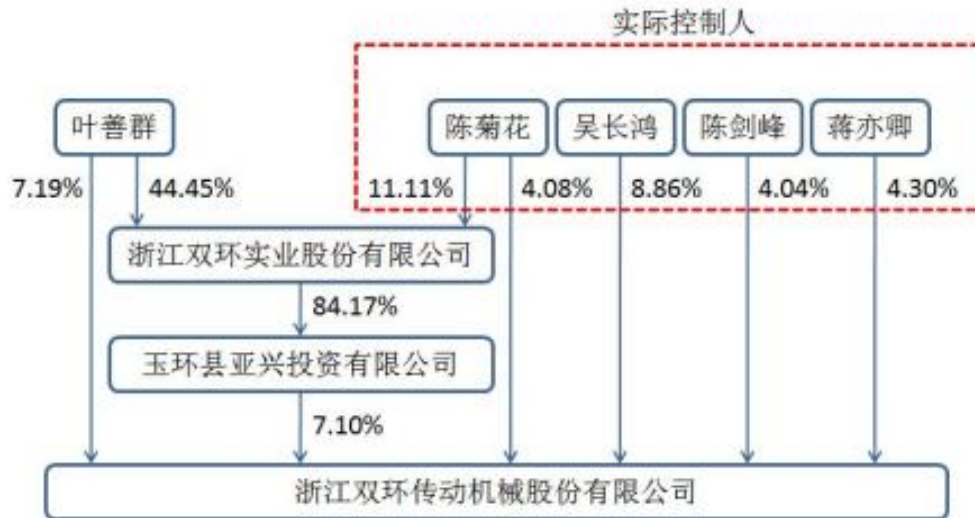 实际控制人
叶善群
陈菊花
吴长鸿
陈剑峰
蒋亦卿
7.19%
44.45%
11.11%
4.08%
8.86%
4.04%
4.30%
浙江双环实业股份有限公司
84.17%
玉环县亚兴投资有限公司
7.10%
浙江双环传动机械股份有限公司